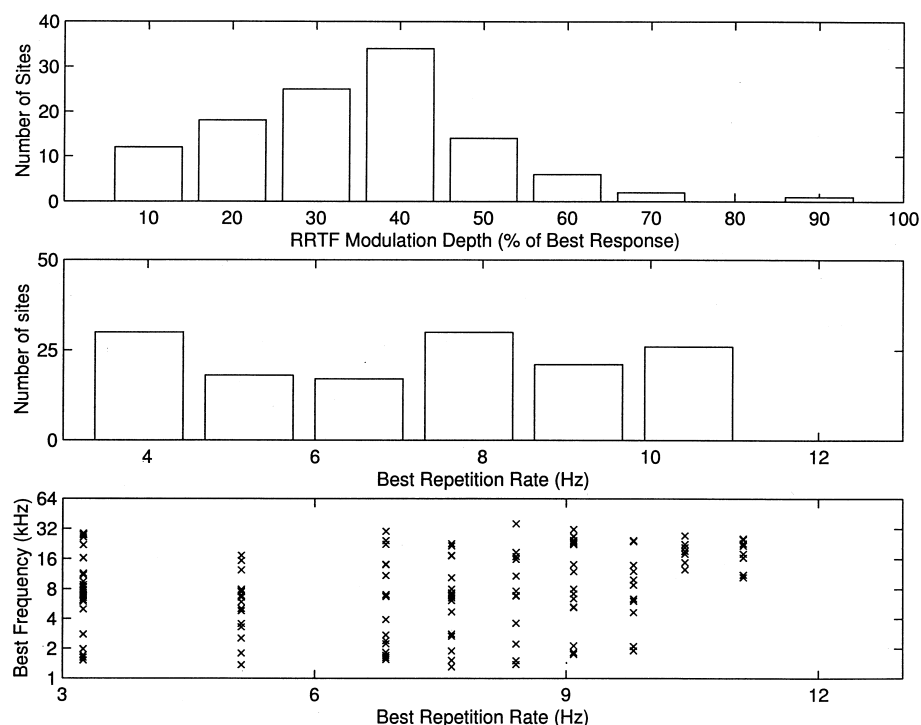 40
30
20
10
0
Number of Sites
10 20 30 40 50 60 70 80 90 100
RRTF Modulation Depth (% of Best Response)
50
25
0
Number of sites
4 6 8 10 12
Best Repetition Rate (Hz)
64
32
16
8
4
2
1
Best Frequency (kHz)
3 6 9 12
Best Repetition Rate (Hz)